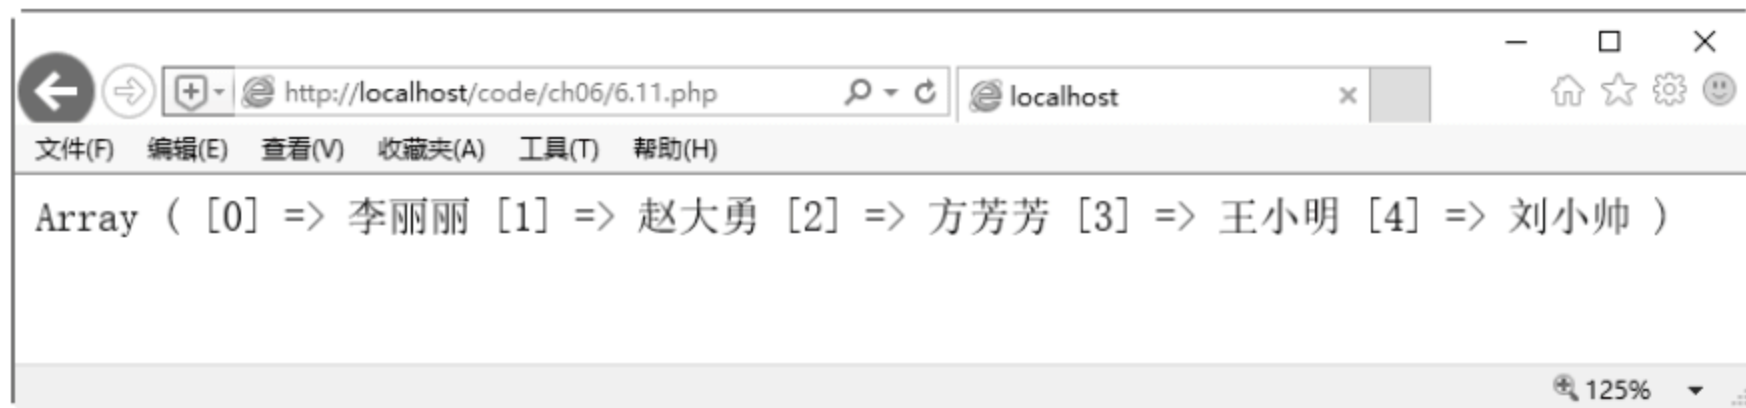 http://localhost/code/ch06/6.11.php localhost
文件(F) 编辑(E) 查看(V) 收藏夹(A) 工具(T) 帮助(H)
Array ( [0] => 李丽丽 [1] => 赵大勇 [2] => 方芳芳 [3] => 王小明 [4] => 刘小帅 )
125%